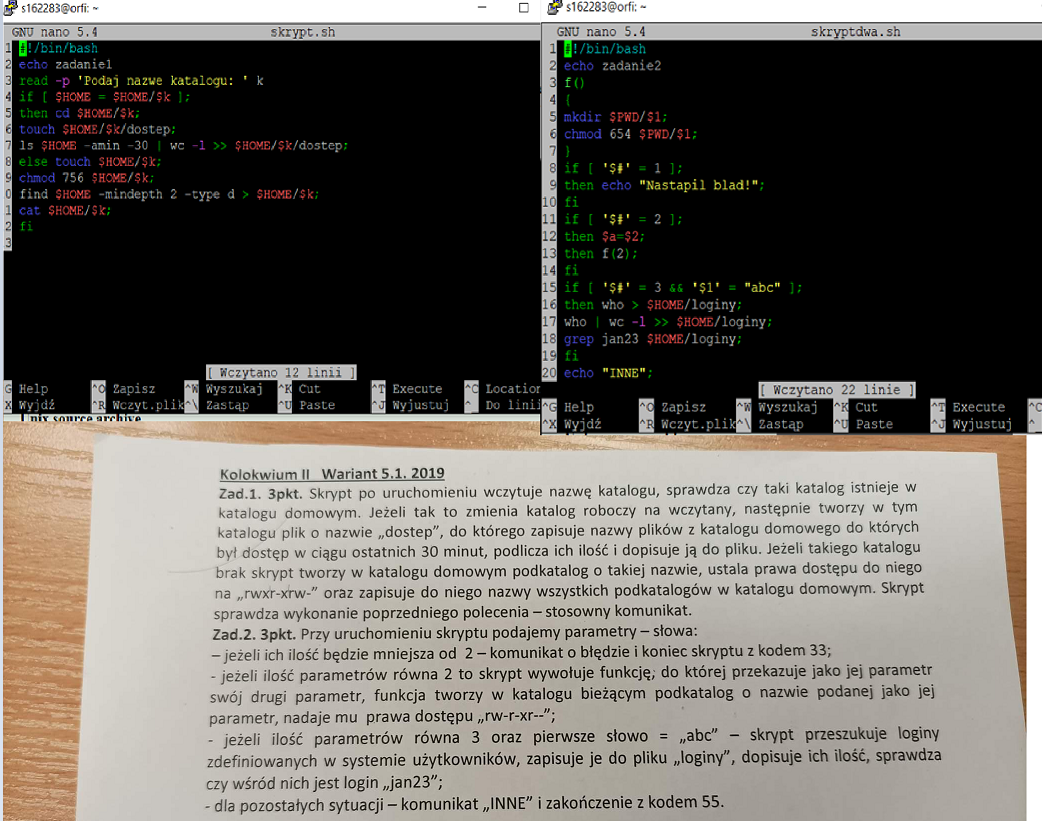 s162283@orfi: ~
GNU nano 5.4 skrypt.sh
1 #!/bin/bash
2 echo zadanie1
3 read -p 'Podaj nazwe katalogu: ' k
4 if [ $HOME = $HOME/$k ];
5 then cd $HOME/$k;
6 touch $HOME/$k/dostep;
7 ls $HOME -amin -30 | wc -l >> $HOME/$k/dostep;
8 else touch $HOME/$k;
9 chmod 756 $HOME/$k;
0 find $HOME -mindepth 2 -type d > $HOME/$k;
1 cat $HOME/$k;
2 fi
3
[ Wczytano 12 linii ]
G Help ^O Zapisz ^W Wyszukaj ^K Cut ^T Execute ^C Location
X Wyjdź ^R Wczyt.plik ^\ Zastąp ^U Paste ^J Wyjustuj ^_ Do linii
Unix source archive
s162283@orfi: ~
GNU nano 5.4 skryptdwa.sh
1 #!/bin/bash
2 echo zadanie2
3 f()
4 {
5 mkdir $PWD/$1;
6 chmod 654 $PWD/$1;
7 }
8 if [ '$#' = 1 ];
9 then echo "Nastapil blad!";
10 fi
11 if [ '$#' = 2 ];
12 then $a=$2;
13 then f(2);
14 fi
15 if [ '$#' = 3 && '$1' = "abc" ];
16 then who > $HOME/loginy;
17 who | wc -l >> $HOME/loginy;
18 grep jan23 $HOME/loginy;
19 fi
20 echo "INNE";
[ Wczytano 22 linie ]
^G Help ^O Zapisz ^W Wyszukaj ^K Cut ^T Execute ^C
^X Wyjdź ^R Wczyt.plik ^\ Zastąp ^U Paste ^J Wyjustuj ^_
Kolokwium II Wariant 5.1. 2019
Zad.1. 3pkt. Skrypt po uruchomieniu wczytuje nazwę katalogu, sprawdza czy taki katalog istnieje w
katalogu domowym. Jeżeli tak to zmienia katalog roboczy na wczytany, następnie tworzy w tym
katalogu plik o nazwie „dostep”, do którego zapisuje nazwy plików z katalogu domowego do których
był dostęp w ciągu ostatnich 30 minut, podlicza ich ilość i dopisuje ją do pliku. Jeżeli takiego katalogu
brak skrypt tworzy w katalogu domowym podkatalog o takiej nazwie, ustala prawa dostępu do niego
na „rwxr-xrw-” oraz zapisuje do niego nazwy wszystkich podkatalogów w katalogu domowym. Skrypt
sprawdza wykonanie poprzedniego polecenia – stosowny komunikat.
Zad.2. 3pkt. Przy uruchomieniu skryptu podajemy parametry – słowa:
– jeżeli ich ilość będzie mniejsza od 2 – komunikat o błędzie i koniec skryptu z kodem 33;
- jeżeli ilość parametrów równa 2 to skrypt wywołuje funkcję, do której przekazuje jako jej parametr
swój drugi parametr, funkcja tworzy w katalogu bieżącym podkatalog o nazwie podanej jako jej
parametr, nadaje mu prawa dostępu „rw-r-xr--”;
- jeżeli ilość parametrów równa 3 oraz pierwsze słowo = „abc” – skrypt przeszukuje loginy
zdefiniowanych w systemie użytkowników, zapisuje je do pliku „loginy”, dopisuje ich ilość, sprawdza
czy wśród nich jest login „jan23”;
- dla pozostałych sytuacji – komunikat „INNE” i zakończenie z kodem 55.